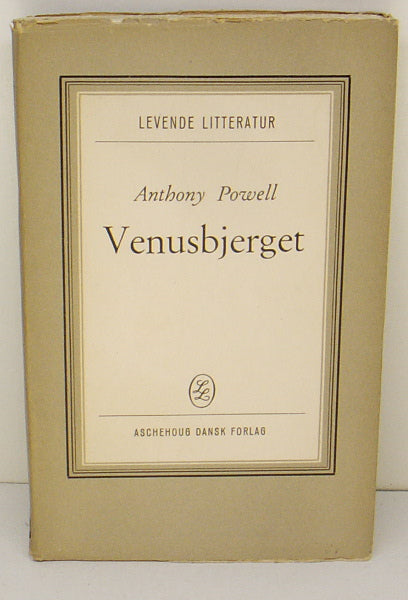 LEVENDE LITTERATUR
Anthony Powell
Venusbjerget
LL
ASCHEHOUG DANSK FORLAG